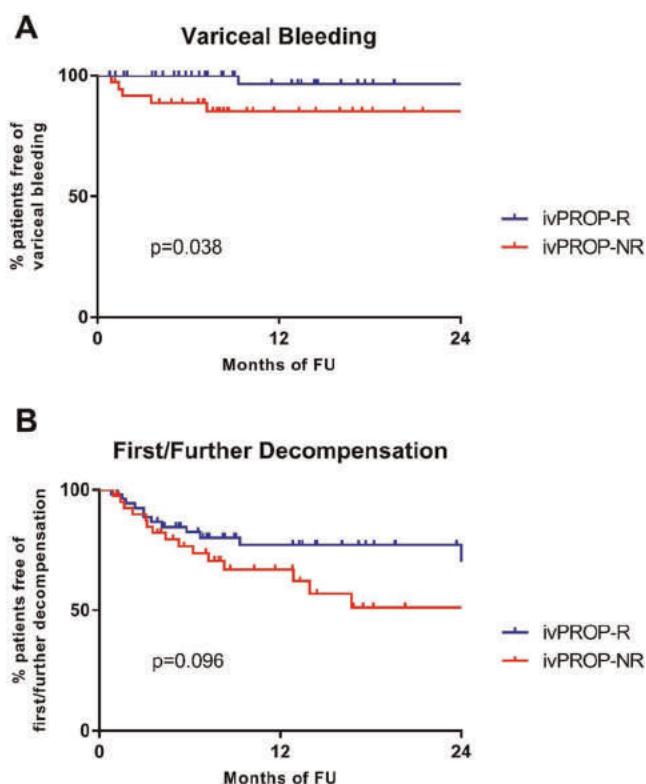 A
Variceal Bleeding
% patients free of
variceal bleeding
100
50
0
p=0.038
0
12
24
Months of FU
ivPROP-R
ivPROP-NR
B
First/Further Decompensation
% patients free of
first/further decompensation
100
50
0
p=0.096
0
12
24
Months of FU
ivPROP-R
ivPROP-NR